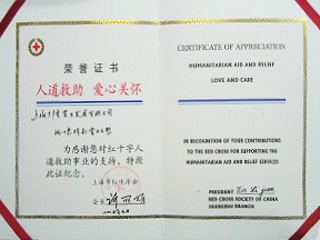 荣誉证书
人道救助 爱心关怀
为感谢您对红十字人
道救助事业的支持，特授
此证纪念。
上海市红十字会
会长
CERTIFICATE OF APPRECIATION
HUMANITARIAN AID AND RELIEF
LOVE AND CARE
IN RECOGNITION OF YOUR CONTRIBUTIONS
TO THE
RED CROSS FOR SUPPORTING THE
HUMANITARIAN AID AND RELIEF SERVICES
PRESIDENT
RED CROSS SOCIETY OF CHINA
SHANGHAI BRANCH